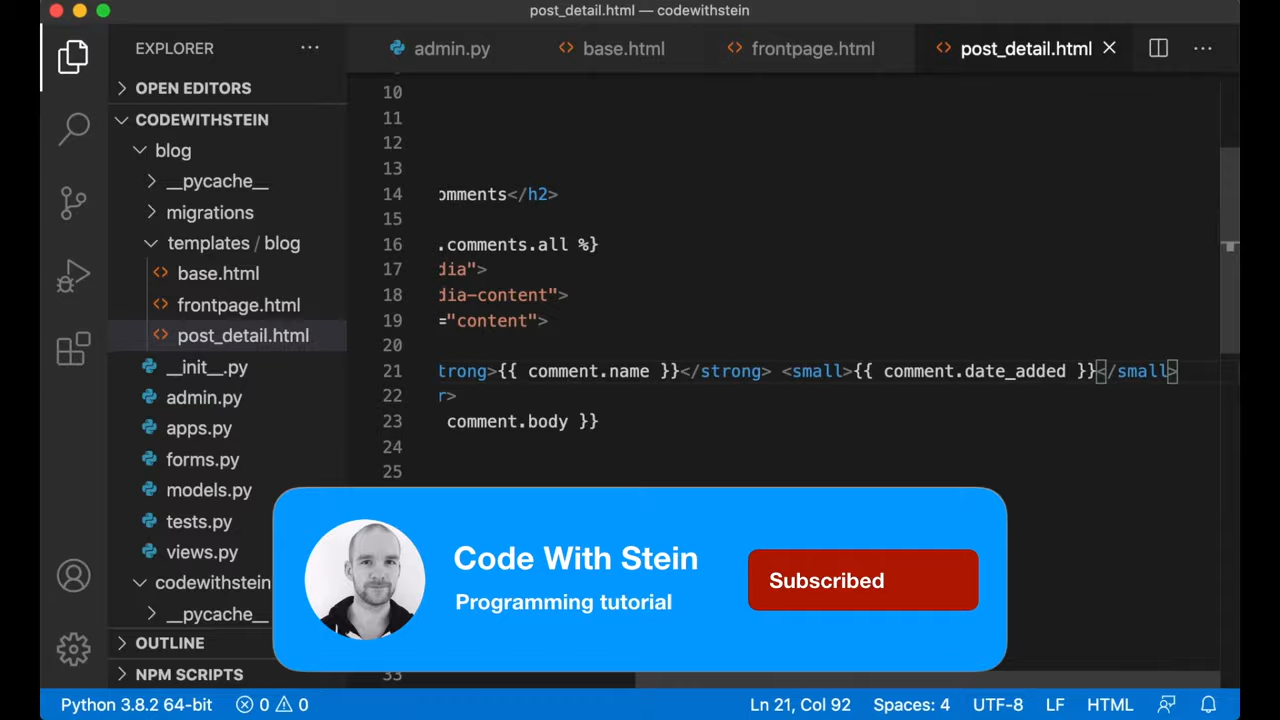 post_detail.html — codewithstein
EXPLORER
admin.py
base.html
frontpage.html
post_detail.html
OPEN EDITORS
CODEWITHSTEIN
blog
__pycache__
migrations
templates / blog
base.html
frontpage.html
post_detail.html
__init__.py
admin.py
apps.py
forms.py
models.py
tests.py
views.py
codewithstein
__pycache__
OUTLINE
NPM SCRIPTS
10
11
12
13
14 omments</h2>
15
16 .comments.all %}
17 dia">
18 dia-content">
19 ="content">
20
21 trong>{{ comment.name }}</strong> <small>{{ comment.date_added }}</small>
22 r>
23 comment.body }}
24
25
33
Code With Stein
Programming tutorial
Subscribed
Python 3.8.2 64-bit 0 0 Ln 21, Col 92 Spaces: 4 UTF-8 LF HTML